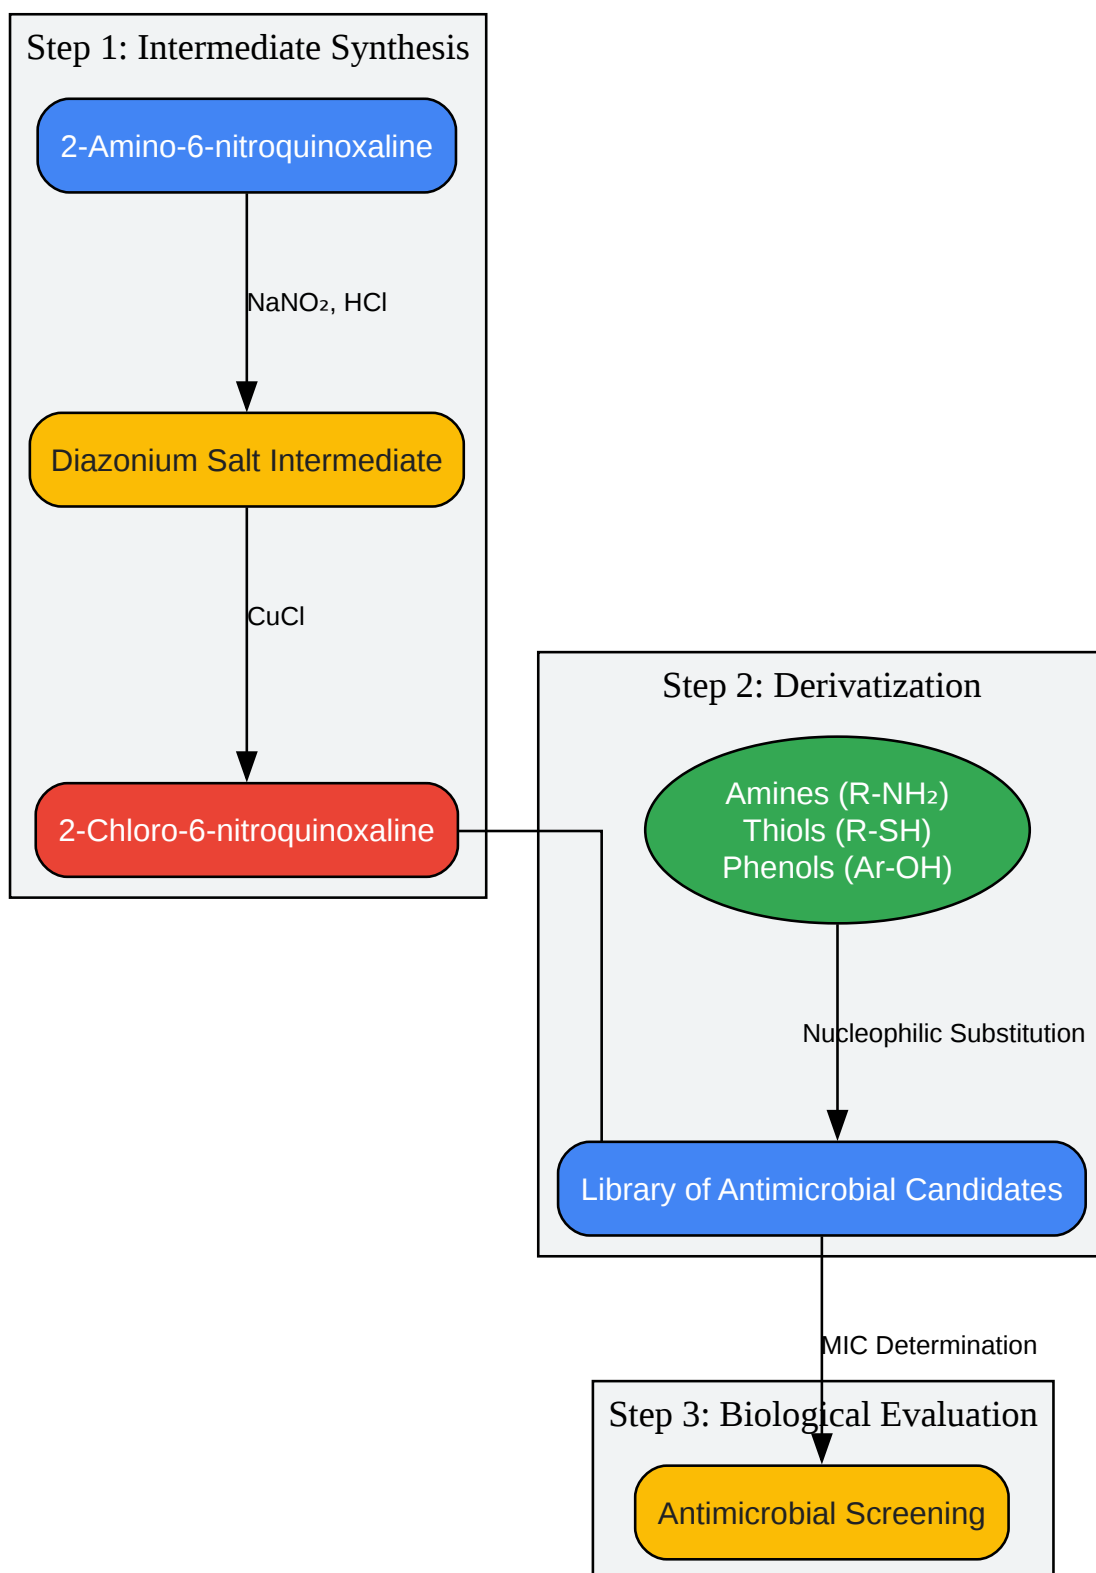 Step 1: Intermediate Synthesis
2-Amino-6-nitroquinoxaline
NaNO₂, HCl
Diazonium Salt Intermediate
CuCl
2-Chloro-6-nitroquinoxaline
Step 2: Derivatization
Amines (R-NH₂)
Thiols (R-SH)
Phenols (Ar-OH)
Nucleophilic Substitution
Library of Antimicrobial Candidates
MIC Determination
Step 3: Biological Evaluation
Antimicrobial Screening